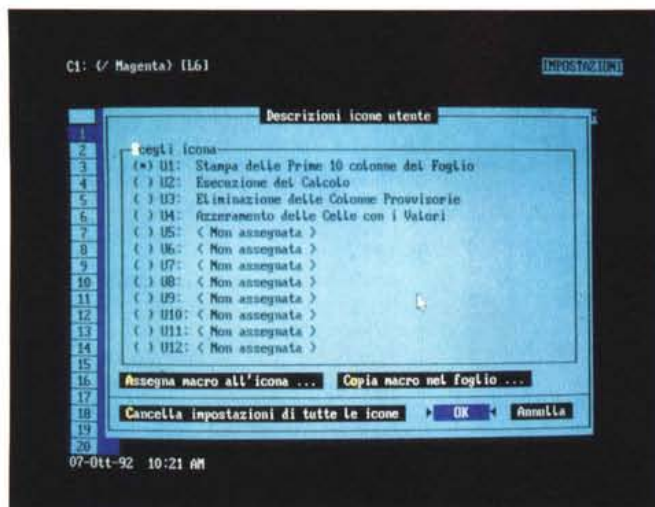 C1: {/ Magenta} [L6]
IMPOSTAZIONI
Descrizioni icone utente
Scegli icona
(*) U1: Stampa delle Prime 10 colonne del Foglio
( ) U2: Esecuzione del Calcolo
( ) U3: Eliminazione delle Colonne Provvisorie
( ) U4: Azzeramento delle Celle con i Valori
( ) U5: < Non assegnata >
( ) U6: < Non assegnata >
( ) U7: < Non assegnata >
( ) U8: < Non assegnata >
( ) U9: < Non assegnata >
( ) U10: < Non assegnata >
( ) U11: < Non assegnata >
( ) U12: < Non assegnata >
Assegna macro all'icona ... Copia macro nel foglio ...
Cancella impostazioni di tutte le icone OK Annulla
1
2
3
4
5
6
7
8
9
10
11
12
13
14
15
16
17
18
19
20
07-Ott-92 10:21 AM